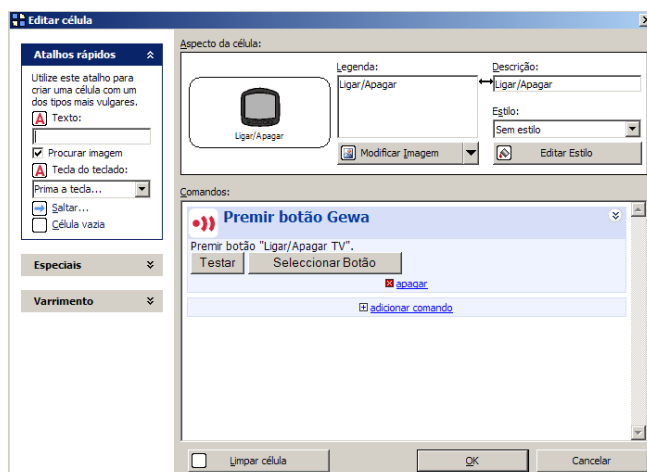 Editar célula
Atalhos rápidos
Utilize este atalho para
criar uma célula com um
dos tipos mais vulgares.
A Texto:
Procurar imagem
A Tecla do teclado:
Prima a tecla...
Saltar...
Célula vazia
Especiais
Varrimento
Aspecto da célula:
Ligar/Apagar
Legenda:
Ligar/Apagar
Modificar Imagem
Descrição:
Ligar/Apagar
Estilo:
Sem estilo
Editar Estilo
Comandos:
Premir botão Gewa
Premir botão "Ligar/Apagar TV".
Testar
Seleccionar Botão
apagar
adicionar comando
Limpar célula
OK
Cancelar